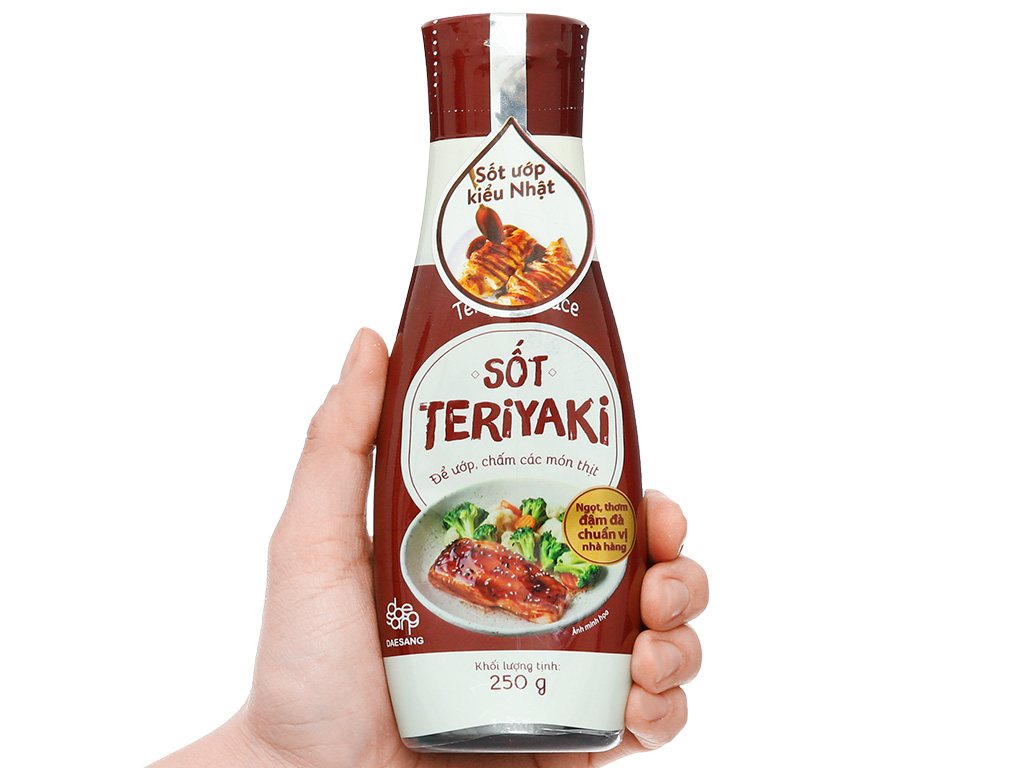 Sốt ướp
kiểu Nhật
SỐT
TERiYAKi
Để ướp, chấm các món thịt
Ngọt, thơm
đậm đà
chuẩn vị
nhà hàng
Ảnh minh họa
daesang
DAESANG
Khối lượng tịnh:
250 g